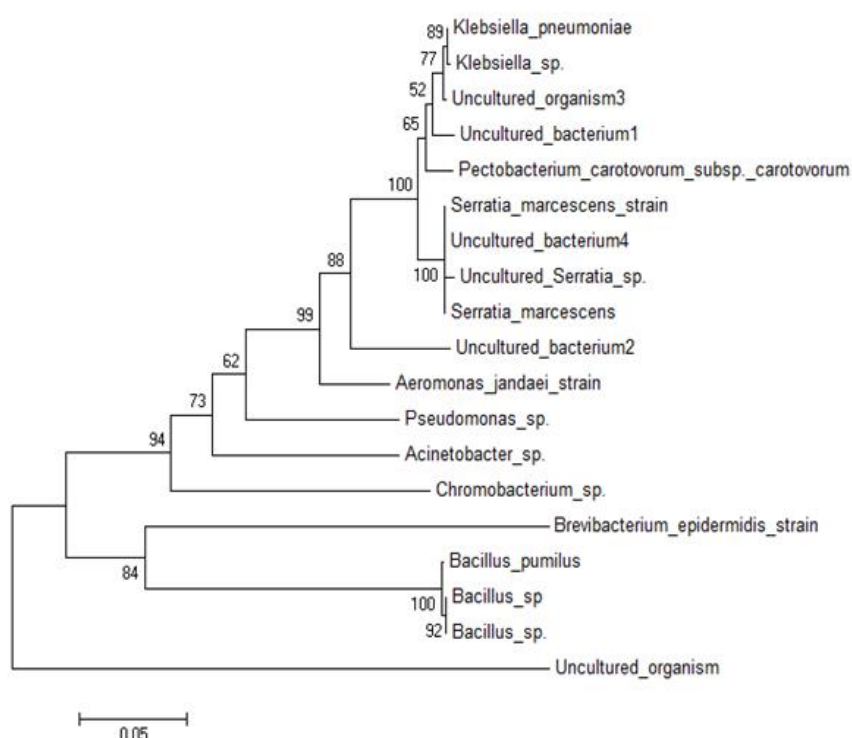 Klebsiella_pneumoniae
89
Klebsiella_sp.
77
Uncultured_organism3
52
Uncultured_bacterium1
65
Pectobacterium_carotovorum_subsp._carotovorum
100
Serratia_marcescens_strain
Uncultured_bacterium4
88
100
Uncultured_Serratia_sp.
Serratia_marcescens
99
Uncultured_bacterium2
62
Aeromonas_jandaei_strain
73
Pseudomonas_sp.
94
Acinetobacter_sp.
Chromobacterium_sp.
Brevibacterium_epidermidis_strain
84
Bacillus_pumilus
100
Bacillus_sp
92
Bacillus_sp.
Uncultured_organism
0.05